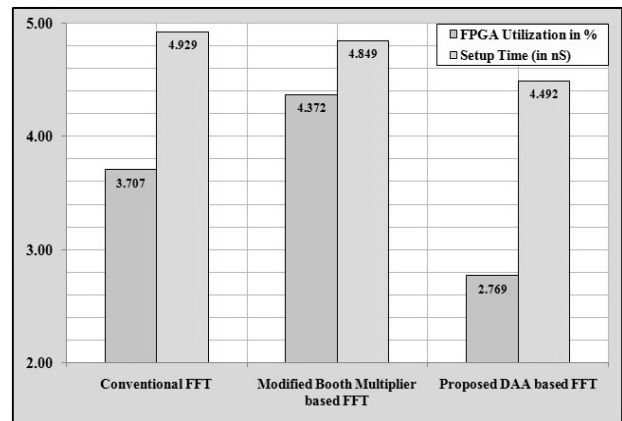 5.00
4.00
3.00
2.00
FPGA Utilization in %
Setup Time (in nS)
3.707
4.929
4.372
4.849
2.769
4.492
Conventional FFT
Modified Booth Multiplier
based FFT
Proposed DAA based FFT